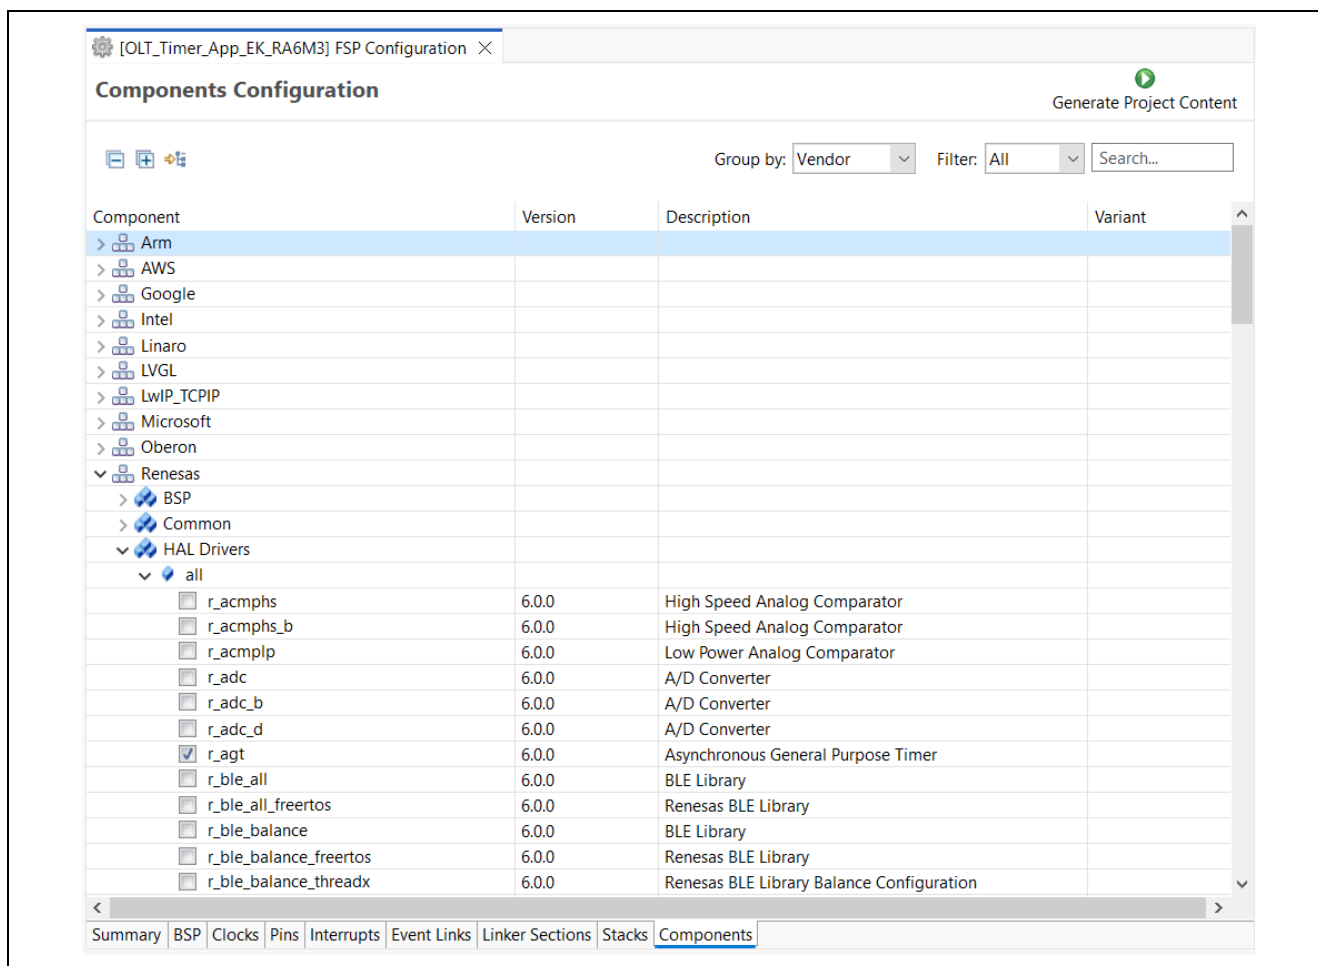 [OLT_Timer_App_EK_RA6M3] FSP Configuration
Components Configuration
Generate Project Content
Group by: Vendor Filter: All Search...
Component Version Description Variant
Arm
AWS
Google
Intel
Linaro
LVGL
LwIP_TCPIP
Microsoft
Oberon
Renesas
BSP
Common
HAL Drivers
all
r_acmphs 6.0.0 High Speed Analog Comparator
r_acmphs_b 6.0.0 High Speed Analog Comparator
r_acmplp 6.0.0 Low Power Analog Comparator
r_adc 6.0.0 A/D Converter
r_adc_b 6.0.0 A/D Converter
r_adc_d 6.0.0 A/D Converter
r_agt 6.0.0 Asynchronous General Purpose Timer
r_ble_all 6.0.0 BLE Library
r_ble_all_freertos 6.0.0 Renesas BLE Library
r_ble_balance 6.0.0 BLE Library
r_ble_balance_freertos 6.0.0 Renesas BLE Library
r_ble_balance_threadx 6.0.0 Renesas BLE Library Balance Configuration
Summary BSP Clocks Pins Interrupts Event Links Linker Sections Stacks Components